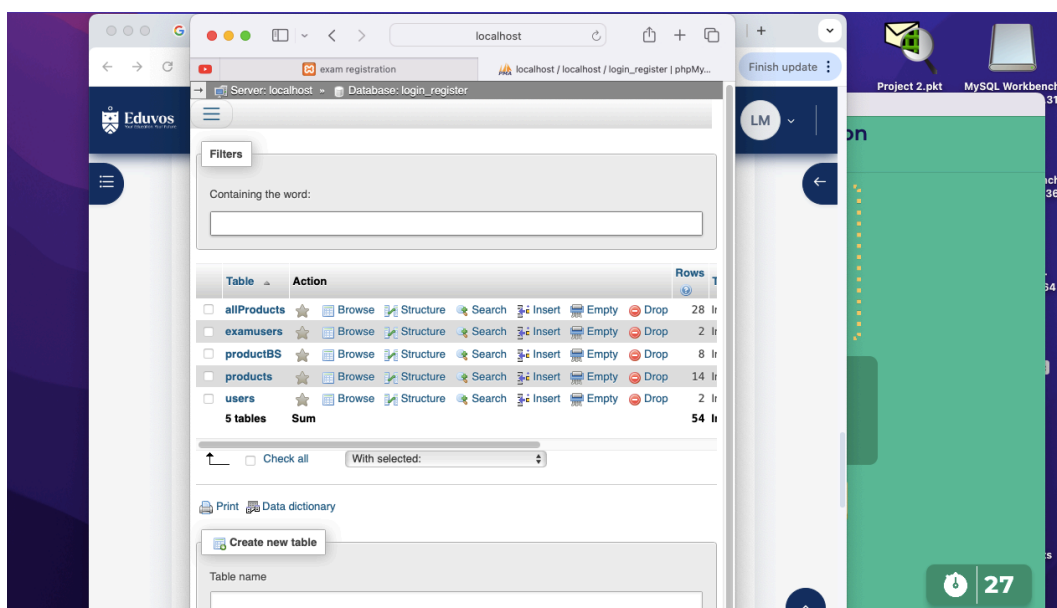 localhost
Finish update
exam registration
localhost / localhost / login_register | phpMy...
Server: localhost » Database: login_register
Eduvos
LM
Filters
Containing the word:
Table Action Rows
allProducts Browse Structure Search Insert Empty Drop 28
examusers Browse Structure Search Insert Empty Drop 2
productBS Browse Structure Search Insert Empty Drop 8
products Browse Structure Search Insert Empty Drop 14
users Browse Structure Search Insert Empty Drop 2
5 tables Sum 54
Check all With selected:
Print Data dictionary
Create new table
Table name
Project 2.pkt
MySQL Workbench
on
27